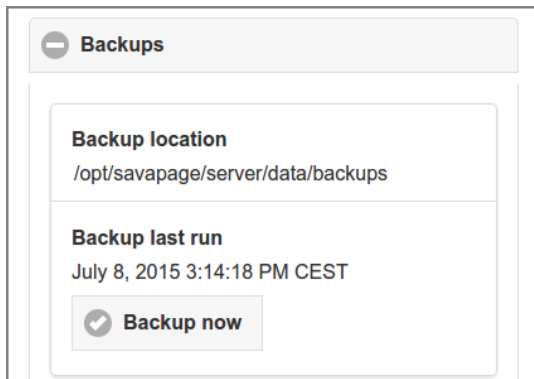 Backups
Backup location
/opt/savapage/server/data/backups
Backup last run
July 8, 2015 3:14:18 PM CEST
Backup now